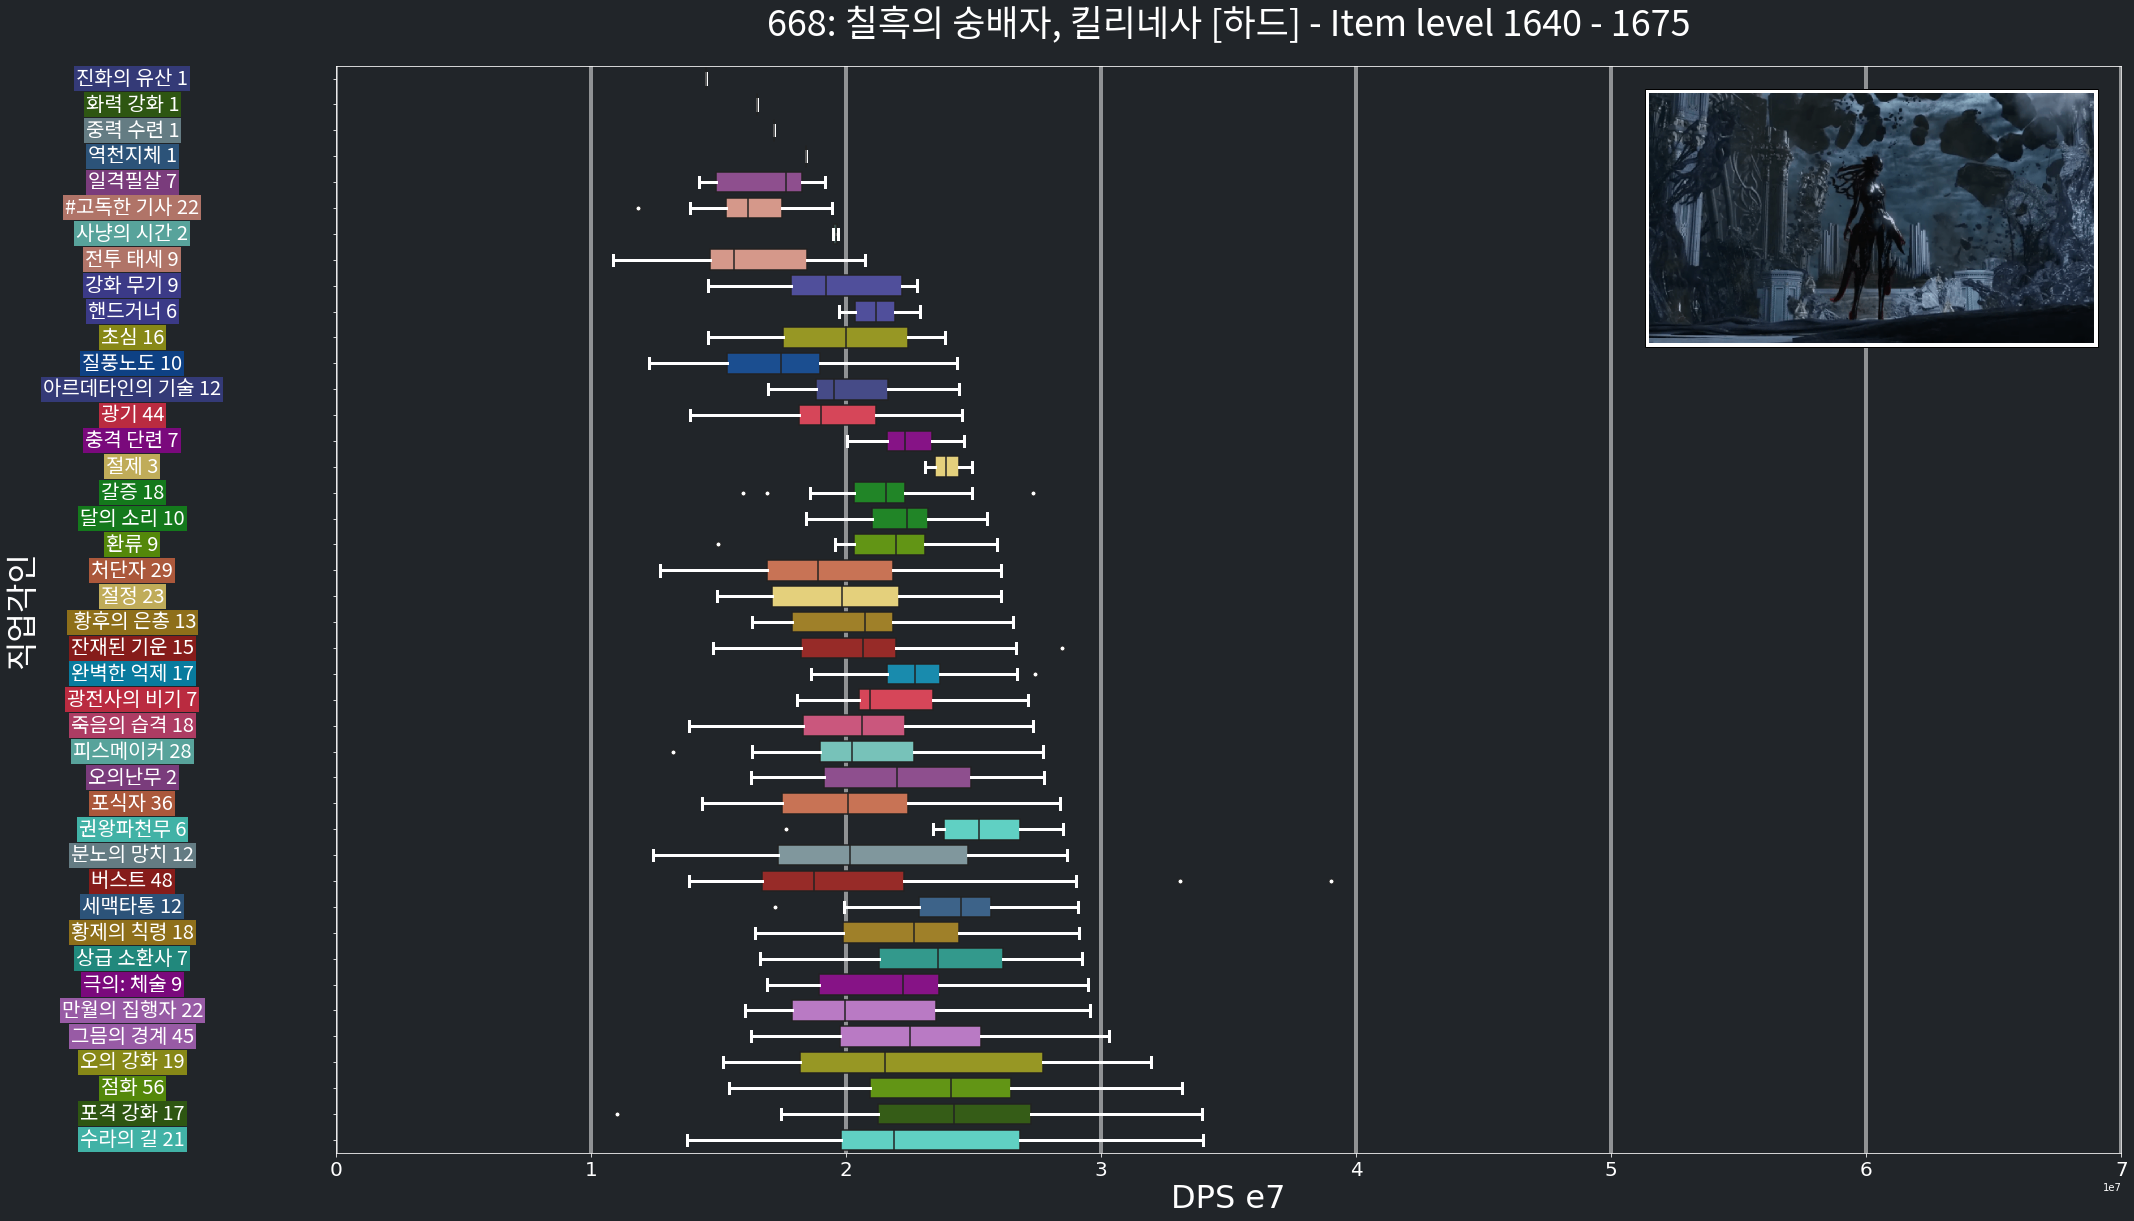 668: 칠흑의 숭배자, 킬리네사 [하드] - Item level 1640 - 1675
직업각인
진화의 유산 1
화력 강화 1
중력 수련 1
역천지체 1
일격필살 7
#고독한 기사 22
사냥의 시간 2
전투 태세 9
강화 무기 9
핸드거너 6
초심 16
질풍노도 10
아르데타인의 기술 12
광기 44
충격 단련 7
절제 3
갈증 18
달의 소리 10
환류 9
처단자 29
절정 23
황후의 은총 13
잔재된 기운 15
완벽한 억제 17
광전사의 비기 7
죽음의 습격 18
피스메이커 28
오의난무 2
포식자 36
권왕파천무 6
분노의 망치 12
버스트 48
세맥타통 12
황제의 칙령 18
상급 소환사 7
극의: 체술 9
만월의 집행자 22
그믐의 경계 45
오의 강화 19
점화 56
포격 강화 17
수라의 길 21
0 1 2 3 4 5 6 7
1e7
DPS e7